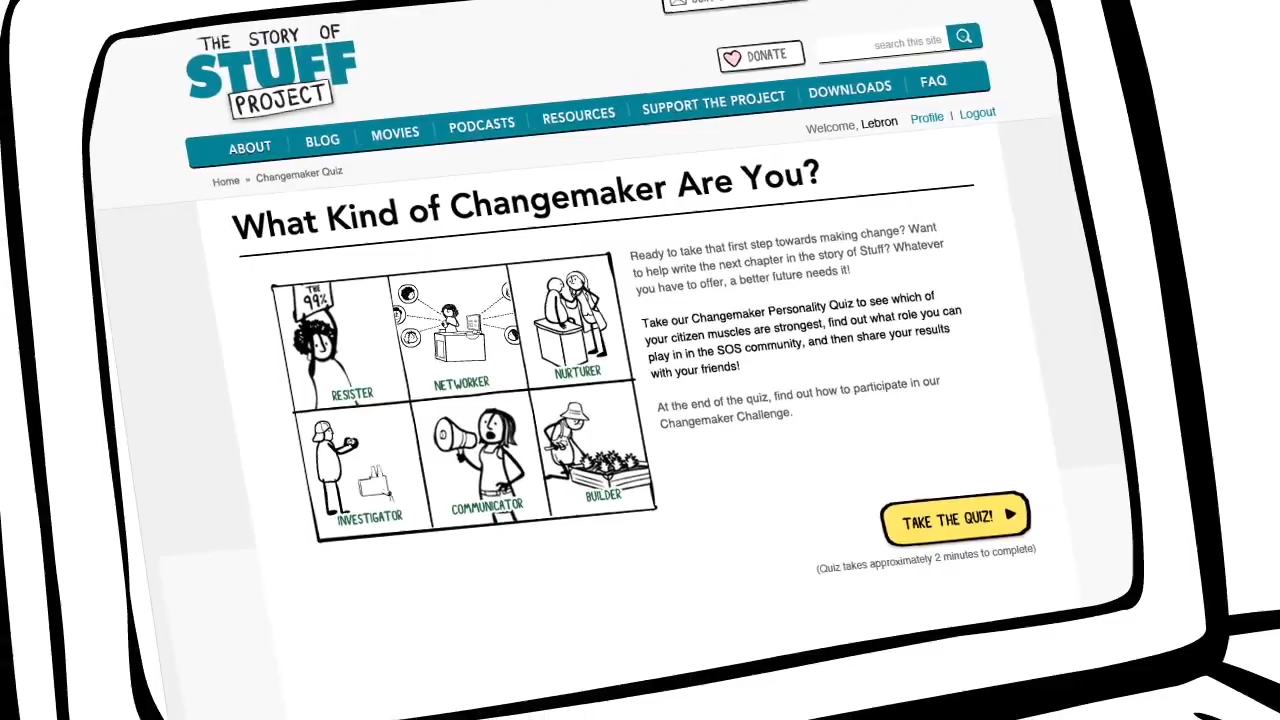 THE STORY OF
STUFF
PROJECT
DONATE
search this site
ABOUT
BLOG
MOVIES
PODCASTS
RESOURCES
SUPPORT THE PROJECT
DOWNLOADS
FAQ
Welcome, Lebron Profile | Logout
Home » Changemaker Quiz
What Kind of Changemaker Are You?
THE
99%
RESISTER
NETWORKER
NURTURER
INVESTIGATOR
COMMUNICATOR
BUILDER
Ready to take that first step towards making change? Want
to help write the next chapter in the story of Stuff? Whatever
you have to offer, a better future needs it!
Take our Changemaker Personality Quiz to see which of
your citizen muscles are strongest, find out what role you can
play in in the SOS community, and then share your results
with your friends!
At the end of the quiz, find out how to participate in our
Changemaker Challenge.
TAKE THE QUIZ!
(Quiz takes approximately 2 minutes to complete)